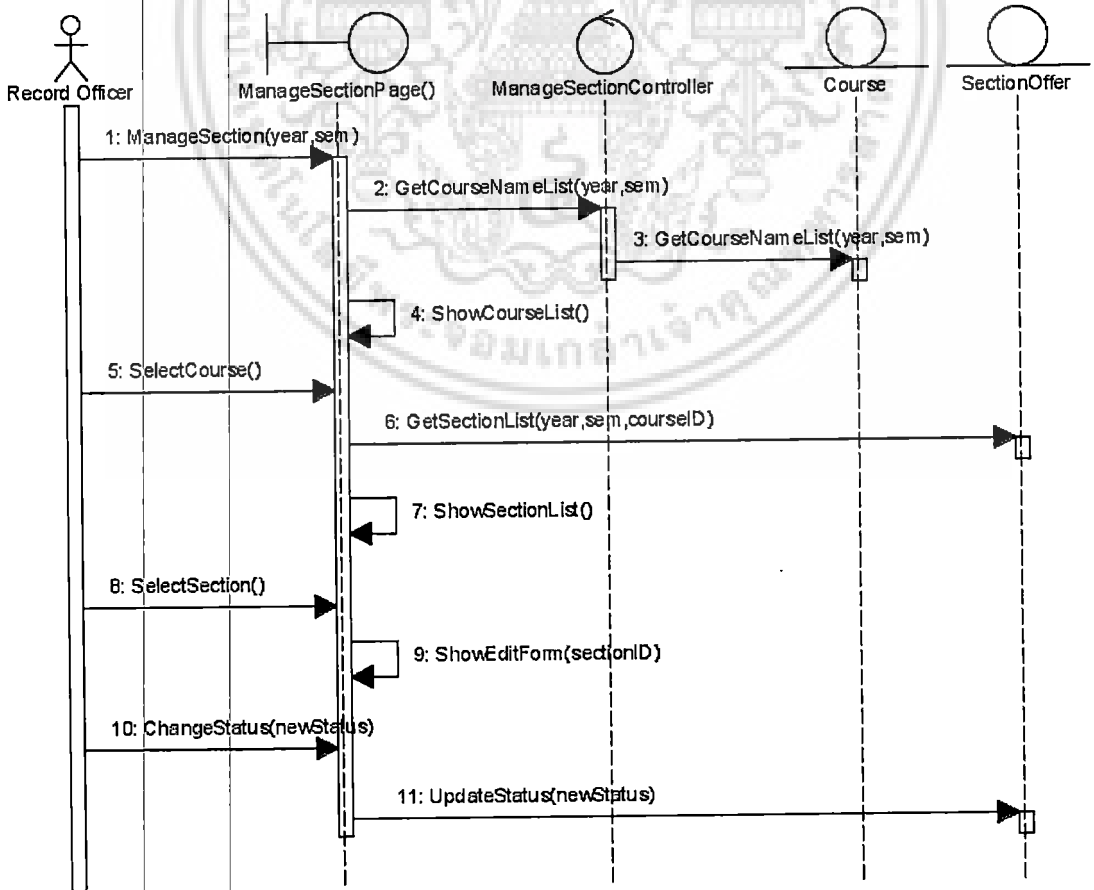 Record Officer
ManageSectionPage()
ManageSectionController
Course
SectionOffer
1: ManageSection(year,sem)
2: GetCourseNameList(year,sem)
3: GetCourseNameList(year,sem)
4: ShowCourseList()
5: SelectCourse()
6: GetSectionList(year,sem,courseID)
7: ShowSectionList()
8: SelectSection()
9: ShowEditForm(sectionID)
10: ChangeStatus(newStatus)
11: UpdateStatus(newStatus)